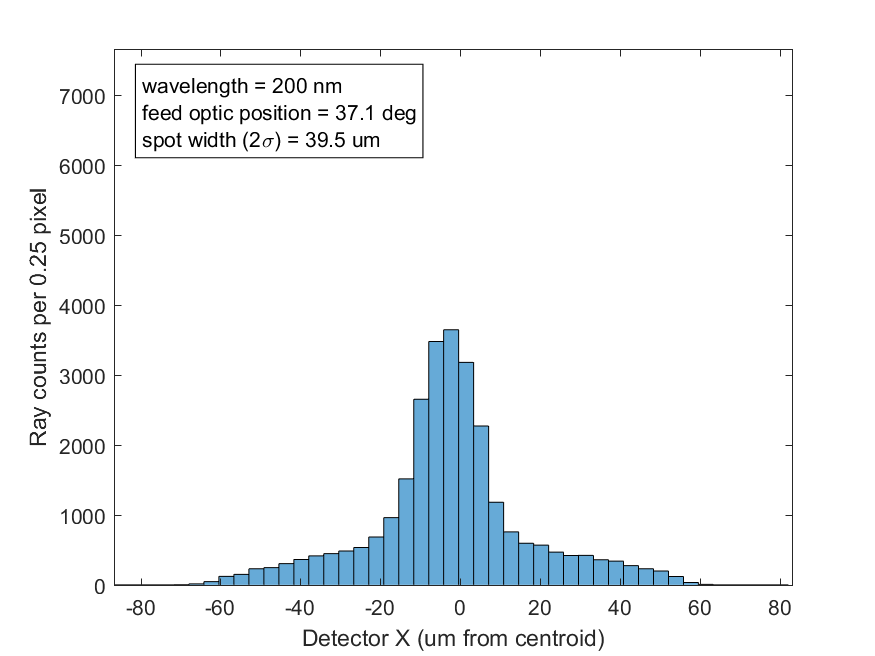 wavelength = 200 nm
feed optic position = 37.1 deg
spot width (2σ) = 39.5 um
7000
6000
5000
4000
3000
2000
1000
0
Ray counts per 0.25 pixel
-80 -60 -40 -20 0 20 40 60 80
Detector X (um from centroid)